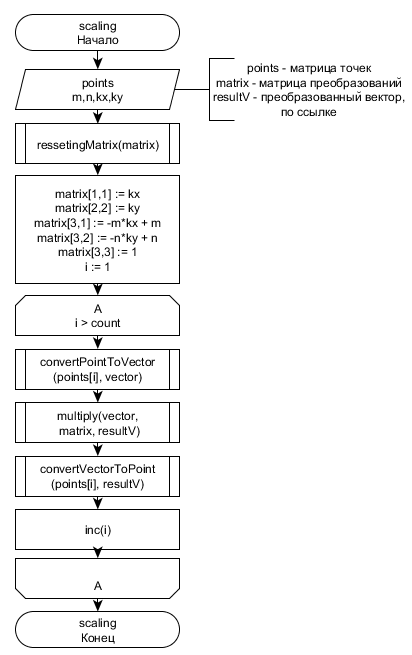 scaling
Начало
points
m,n,kx,ky
points - матрица точек
matrix - матрица преобразований
resultV - преобразованный вектор,
по ссылке
ressetingMatrix(matrix)
matrix[1,1] := kx
matrix[2,2] := ky
matrix[3,1] := -m*kx + m
matrix[3,2] := -n*ky + n
matrix[3,3] := 1
i := 1
A
i > count
convertPointToVector
(points[i], vector)
multiply(vector,
matrix, resultV)
convertVectorToPoint
(points[i], resultV)
inc(i)
A
scaling
Конец